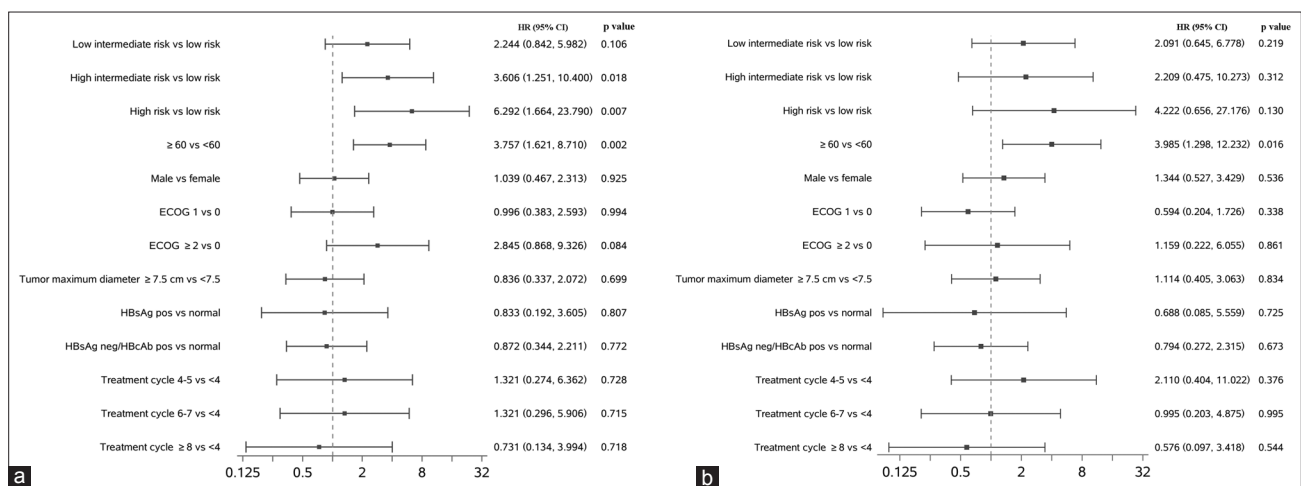 HR (95% CI) p value
Low intermediate risk vs low risk 2.244 (0.842, 5.982) 0.106
High intermediate risk vs low risk 3.606 (1.251, 10.400) 0.018
High risk vs low risk 6.292 (1.664, 23.790) 0.007
≥ 60 vs <60 3.757 (1.621, 8.710) 0.002
Male vs female 1.039 (0.467, 2.313) 0.925
ECOG 1 vs 0 0.996 (0.383, 2.593) 0.994
ECOG ≥ 2 vs 0 2.845 (0.868, 9.326) 0.084
Tumor maximum diameter ≥ 7.5 cm vs <7.5 0.836 (0.337, 2.072) 0.699
HBsAg pos vs normal 0.833 (0.192, 3.605) 0.807
HBsAg neg/HBcAb pos vs normal 0.872 (0.344, 2.211) 0.772
Treatment cycle 4-5 vs <4 1.321 (0.274, 6.362) 0.728
Treatment cycle 6-7 vs <4 1.321 (0.296, 5.906) 0.715
Treatment cycle ≥ 8 vs <4 0.731 (0.134, 3.994) 0.718
0.125 0.5 2 8 32
a
HR (95% CI) p value
Low intermediate risk vs low risk 2.091 (0.645, 6.778) 0.219
High intermediate risk vs low risk 2.209 (0.475, 10.273) 0.312
High risk vs low risk 4.222 (0.656, 27.176) 0.130
≥ 60 vs <60 3.985 (1.298, 12.232) 0.016
Male vs female 1.344 (0.527, 3.429) 0.536
ECOG 1 vs 0 0.594 (0.204, 1.726) 0.338
ECOG ≥ 2 vs 0 1.159 (0.222, 6.055) 0.861
Tumor maximum diameter ≥ 7.5 cm vs <7.5 1.114 (0.405, 3.063) 0.834
HBsAg pos vs normal 0.688 (0.085, 5.559) 0.725
HBsAg neg/HBcAb pos vs normal 0.794 (0.272, 2.315) 0.673
Treatment cycle 4-5 vs <4 2.110 (0.404, 11.022) 0.376
Treatment cycle 6-7 vs <4 0.995 (0.203, 4.875) 0.995
Treatment cycle ≥ 8 vs <4 0.576 (0.097, 3.418) 0.544
0.125 0.5 2 8 32
b